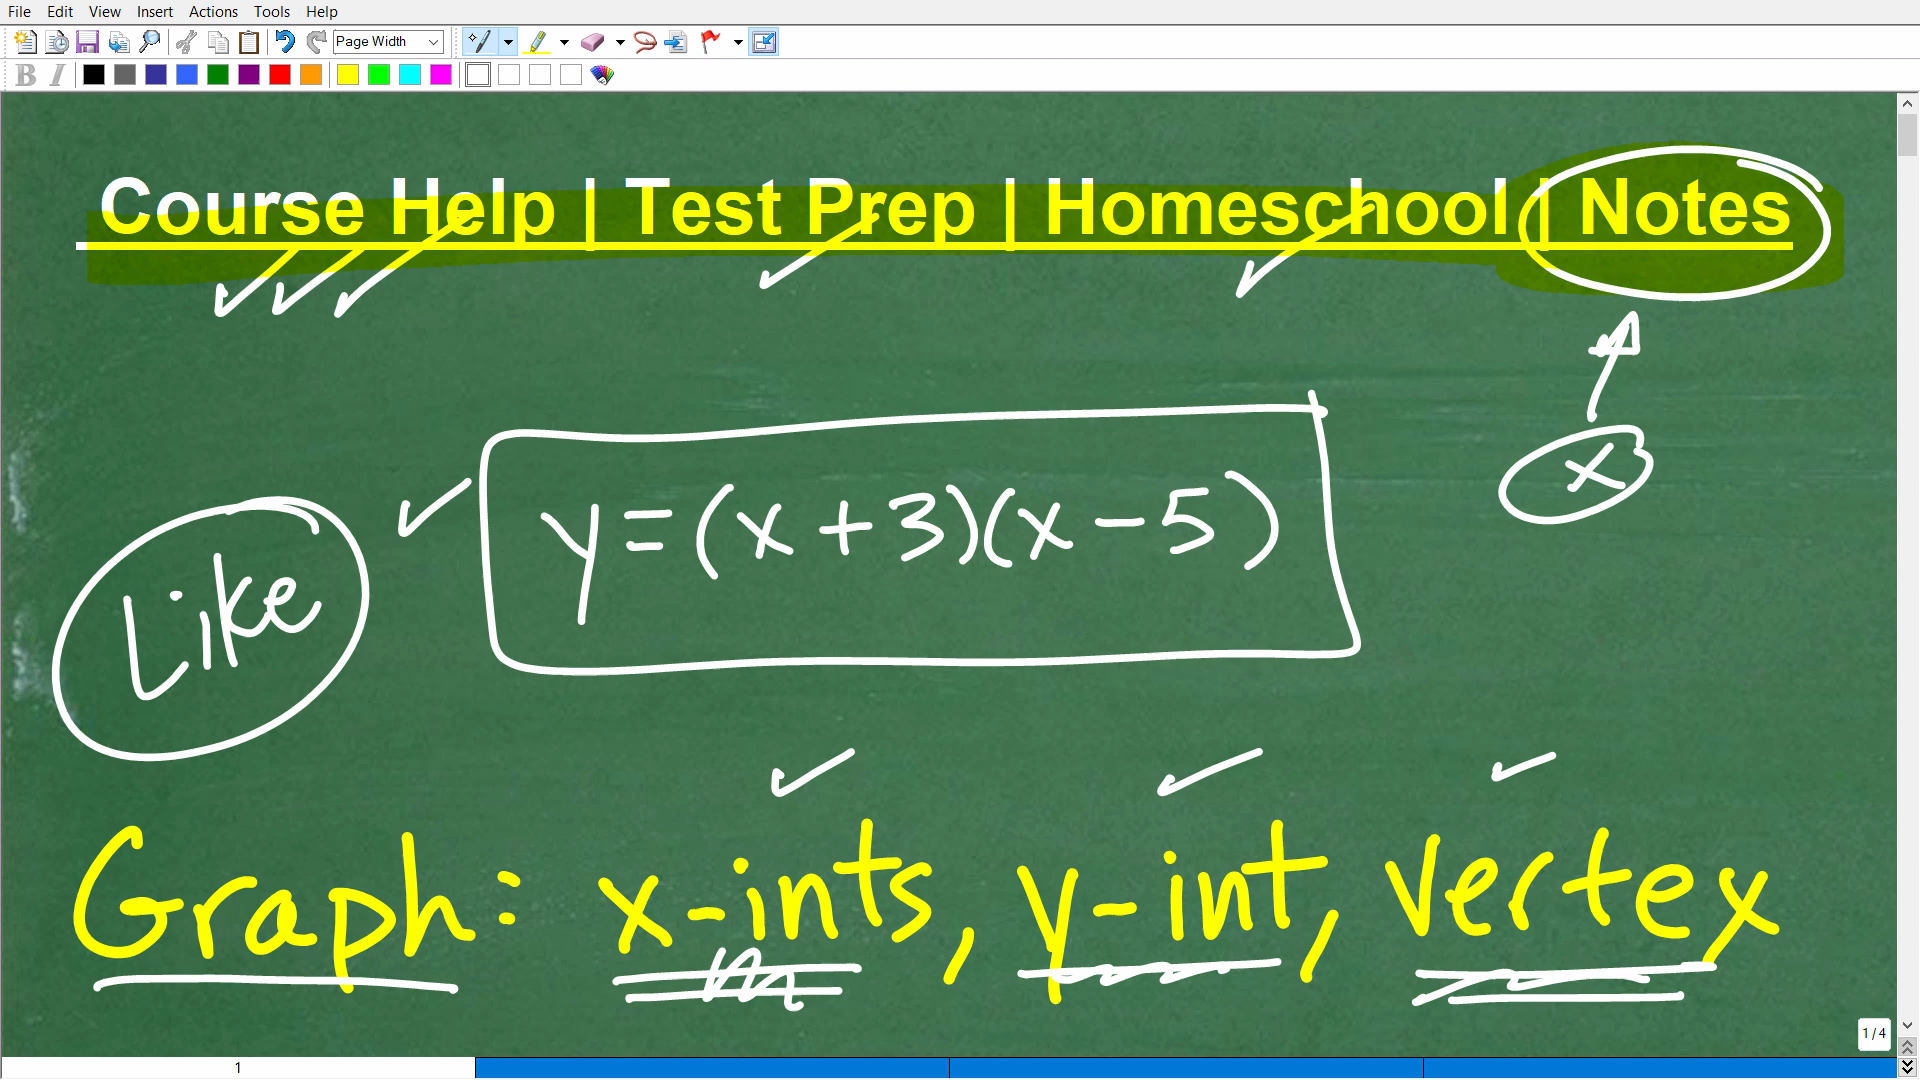 File Edit View Insert Actions Tools Help
Page Width
B I
Course Help | Test Prep | Homeschool | Notes
x
y=(x+3)(x-5)
Like
Graph: x-ints, y-int, vertex
1 / 4
1